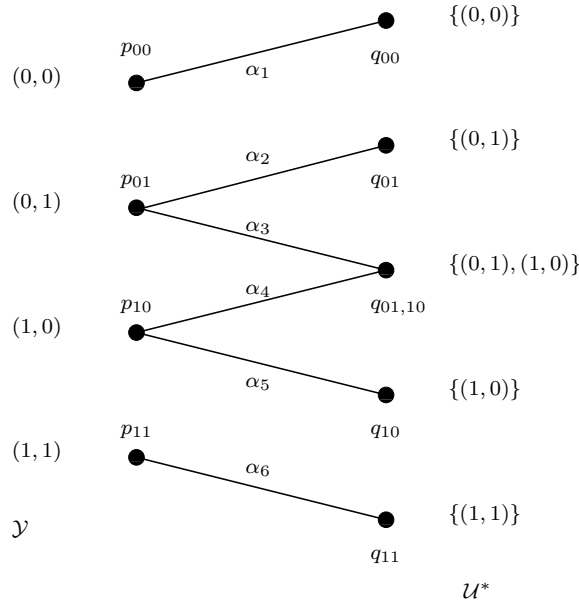 {(0, 0)}
p₀₀
q₀₀
(0, 0)
α₁
{(0, 1)}
α₂
p₀₁
q₀₁
(0, 1)
α₃
{(0, 1), (1, 0)}
α₄
p₁₀
q₀₁,₁₀
(1, 0)
α₅
{(1, 0)}
p₁₁
q₁₀
(1, 1)
α₆
{(1, 1)}
𝒴
q₁₁
𝒰*